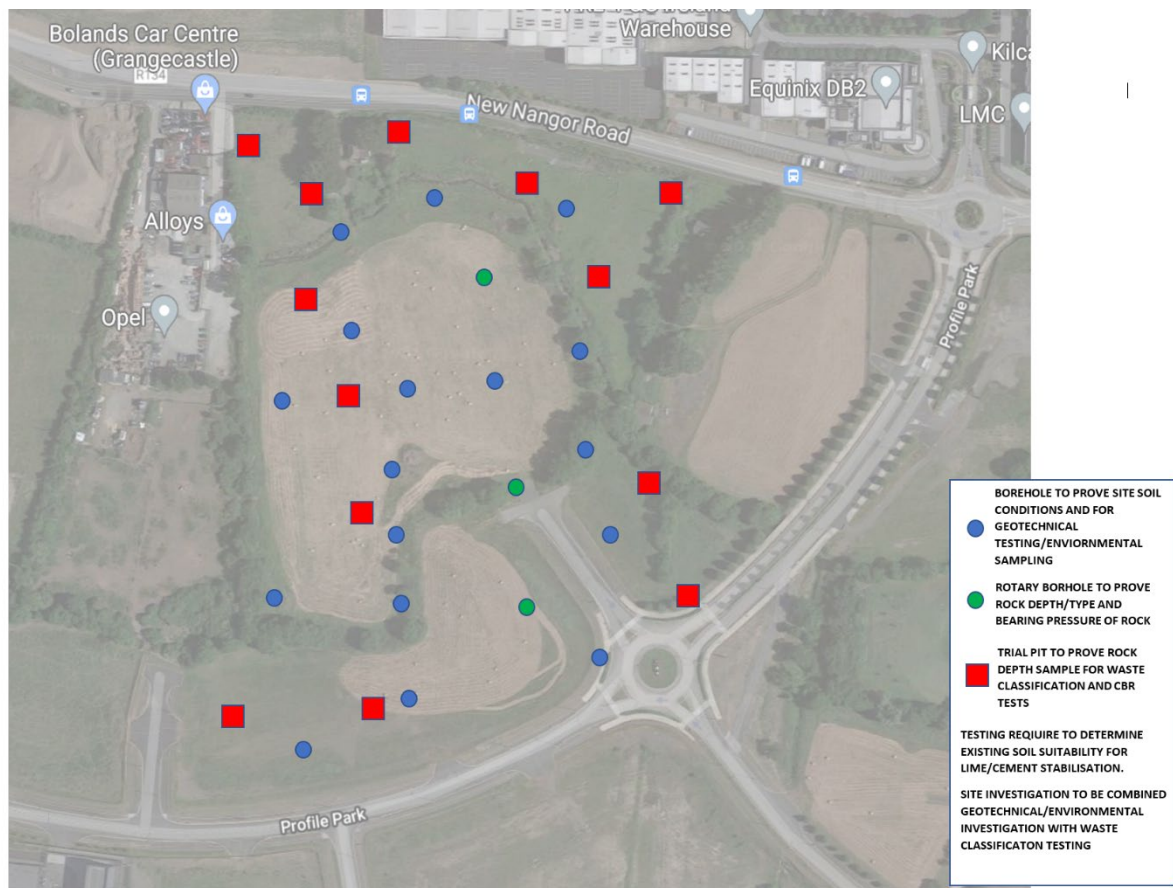 Warehouse
Bolands Car Centre
(Grangecastle)
R134
Kilca
Equinix DB2
LMC
New Nangor Road
Alloys
Opel
Profile Park
Profile Park
BOREHOLE TO PROVE SITE SOIL
CONDITIONS AND FOR
GEOTECHNICAL
TESTING/ENVIORNMENTAL
SAMPLING
ROTARY BORHOLE TO PROVE
ROCK DEPTH/TYPE AND
BEARING PRESSURE OF ROCK
TRIAL PIT TO PROVE ROCK
DEPTH SAMPLE FOR WASTE
CLASSIFICATION AND CBR
TESTS
TESTING REQIUIRE TO DETERMINE
EXISTING SOIL SUITABILITY FOR
LIME/CEMENT STABILISATION.
SITE INVESTIGATION TO BE COMBINED
GEOTECHNICAL/ENVIRONMENTAL
INVESTIGATION WITH WASTE
CLASSIFICATON TESTING